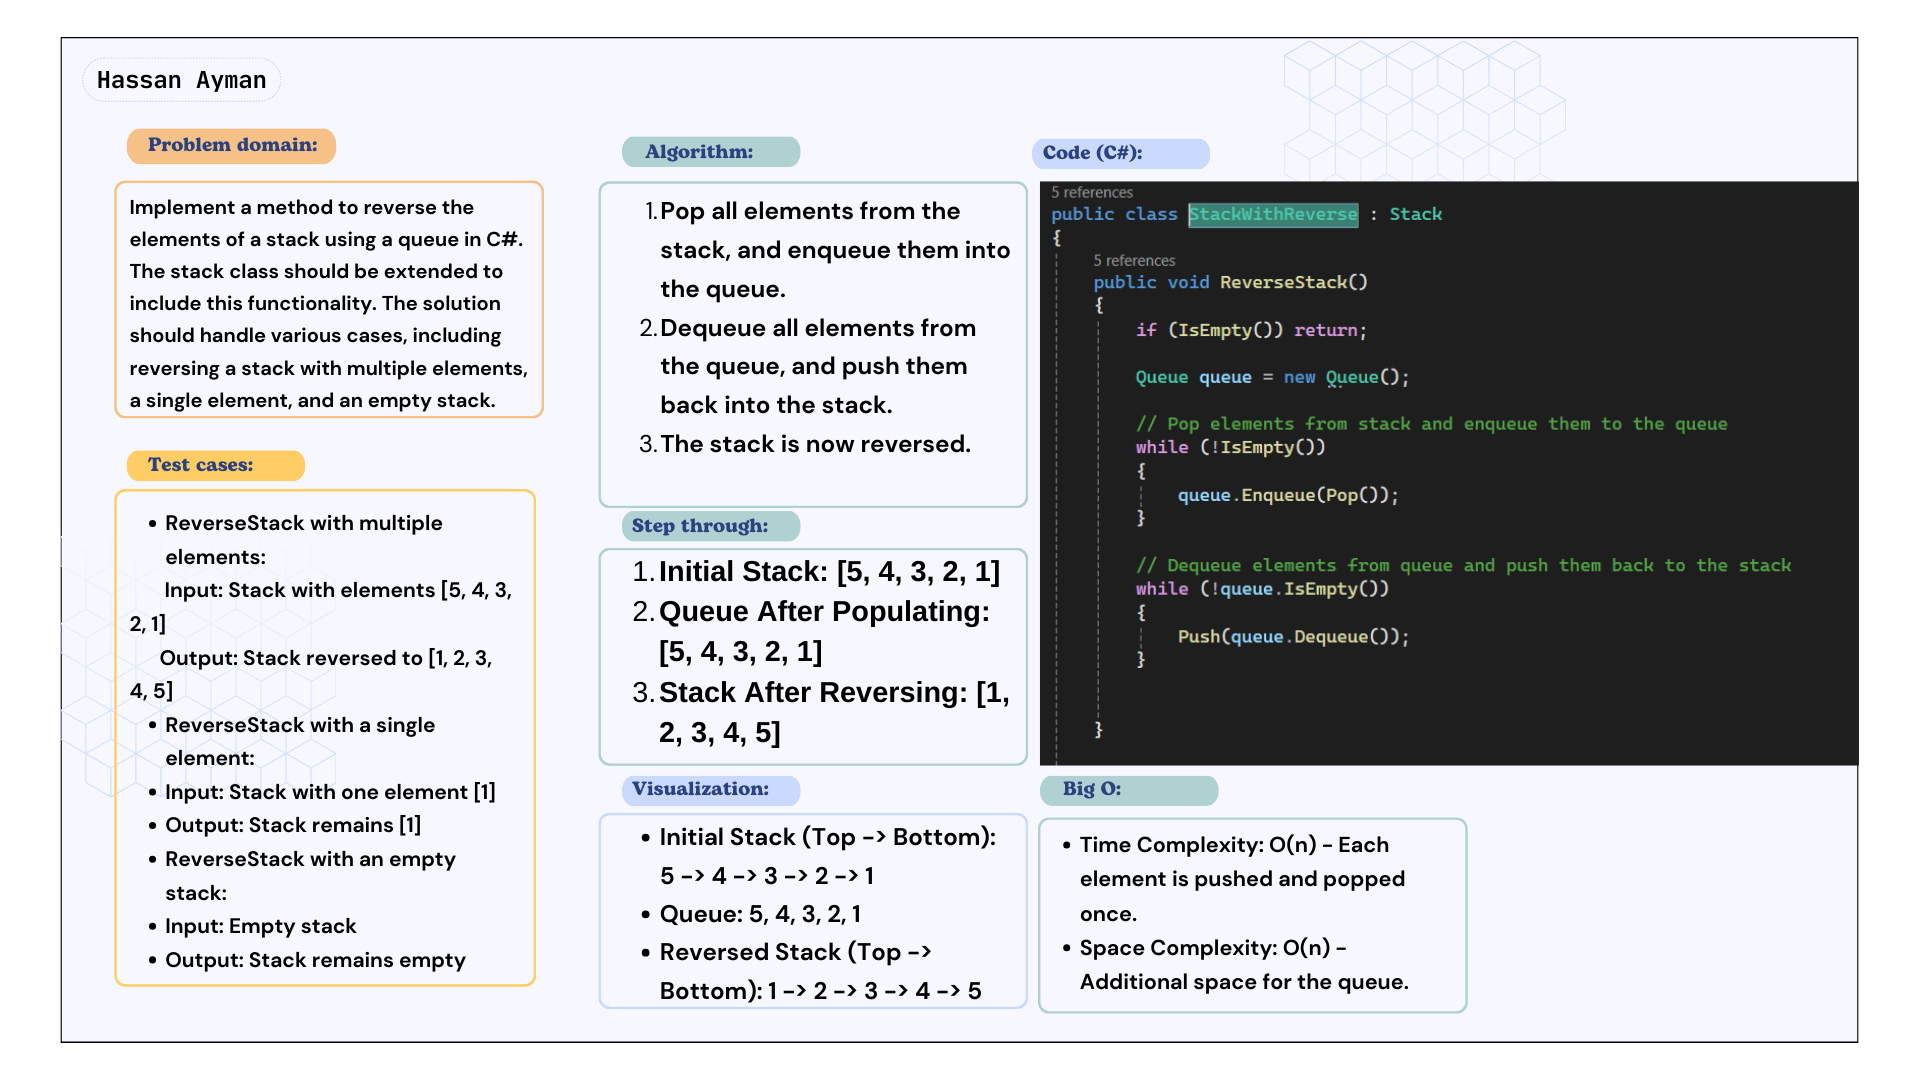 Hassan Ayman
Problem domain:
Implement a method to reverse the
elements of a stack using a queue in C#.
The stack class should be extended to
include this functionality. The solution
should handle various cases, including
reversing a stack with multiple elements,
a single element, and an empty stack.
Test cases:
• ReverseStack with multiple
elements:
Input: Stack with elements [5, 4, 3,
2, 1]
Output: Stack reversed to [1, 2, 3,
4, 5]
• ReverseStack with a single
element:
• Input: Stack with one element [1]
• Output: Stack remains [1]
• ReverseStack with an empty
stack:
• Input: Empty stack
• Output: Stack remains empty
Algorithm:
1. Pop all elements from the
stack, and enqueue them into
the queue.
2. Dequeue all elements from
the queue, and push them
back into the stack.
3. The stack is now reversed.
Step through:
1. Initial Stack: [5, 4, 3, 2, 1]
2. Queue After Populating:
[5, 4, 3, 2, 1]
3. Stack After Reversing: [1,
2, 3, 4, 5]
Visualization:
• Initial Stack (Top -> Bottom):
5 -> 4 -> 3 -> 2 -> 1
• Queue: 5, 4, 3, 2, 1
• Reversed Stack (Top ->
Bottom): 1 -> 2 -> 3 -> 4 -> 5
Code (C#):
5 references
public class StackWithReverse : Stack
{
5 references
public void ReverseStack()
{
if (IsEmpty()) return;
Queue queue = new Queue();
// Pop elements from stack and enqueue them to the queue
while (!IsEmpty())
{
queue.Enqueue(Pop());
}
// Dequeue elements from queue and push them back to the stack
while (!queue.IsEmpty())
{
Push(queue.Dequeue());
}
}
Big O:
• Time Complexity: O(n) - Each
element is pushed and popped
once.
• Space Complexity: O(n) -
Additional space for the queue.